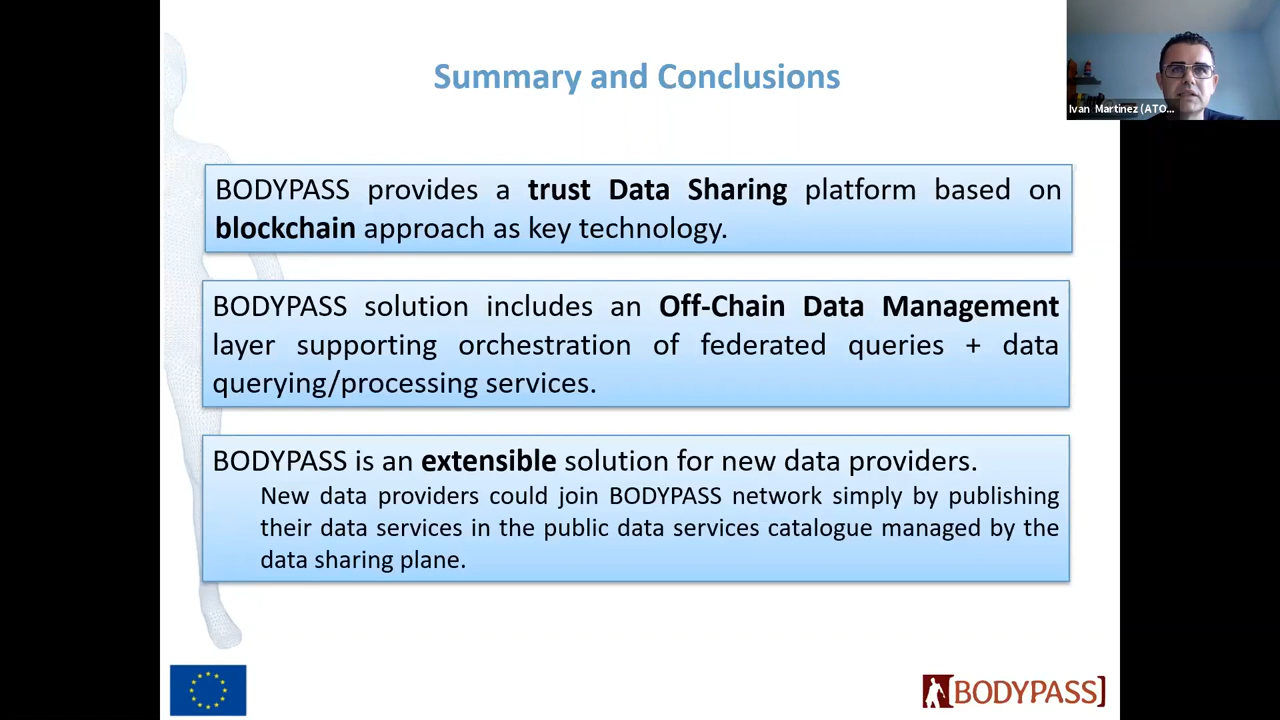 Summary and Conclusions
Ivan Martinez (ATO...
BODYPASS provides a trust Data Sharing platform based on
blockchain approach as key technology.
BODYPASS solution includes an Off-Chain Data Management
layer supporting orchestration of federated queries + data
querying/processing services.
BODYPASS is an extensible solution for new data providers.
New data providers could join BODYPASS network simply by publishing
their data services in the public data services catalogue managed by the
data sharing plane.
[BODYPASS]